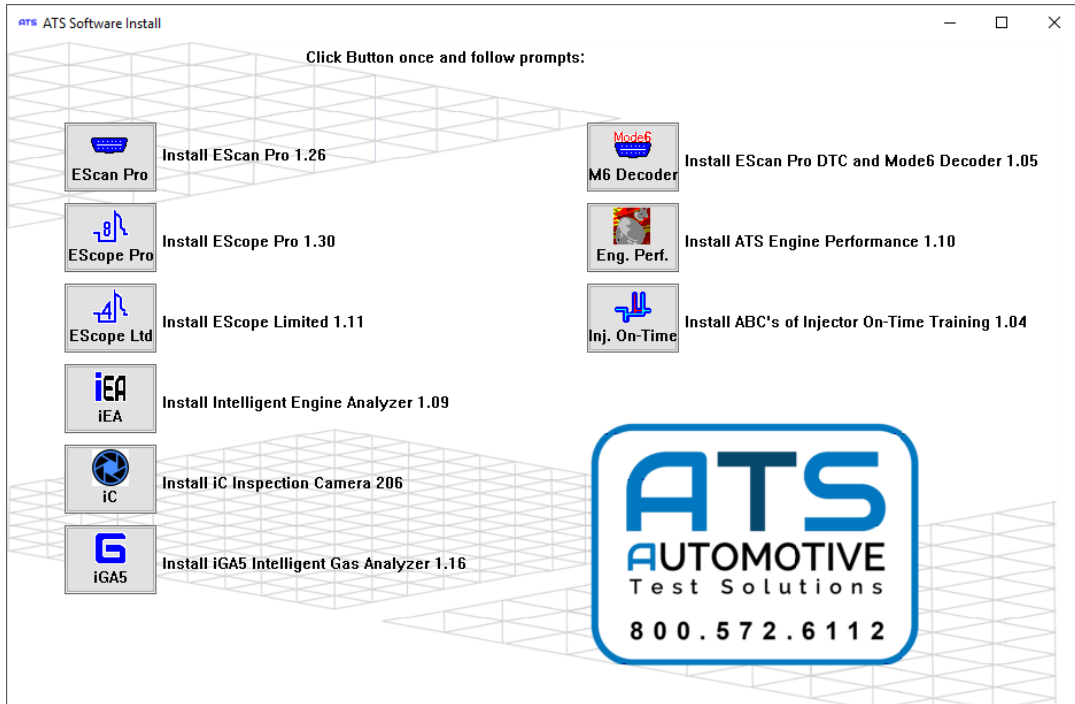 ATS ATS Software Install
Click Button once and follow prompts:
EScan Pro
Install EScan Pro 1.26
8
EScope Pro
Install EScope Pro 1.30
4
EScope Ltd
Install EScope Limited 1.11
iEA
iEA
Install Intelligent Engine Analyzer 1.09
iC
Install iC Inspection Camera 206
G
iGA5
Install iGA5 Intelligent Gas Analyzer 1.16
Mode6
M6 Decoder
Install EScan Pro DTC and Mode6 Decoder 1.05
Eng. Perf.
Install ATS Engine Performance 1.10
Inj. On-Time
Install ABC's of Injector On-Time Training 1.04
ATS
AUTOMOTIVE
Test Solutions
800.572.6112